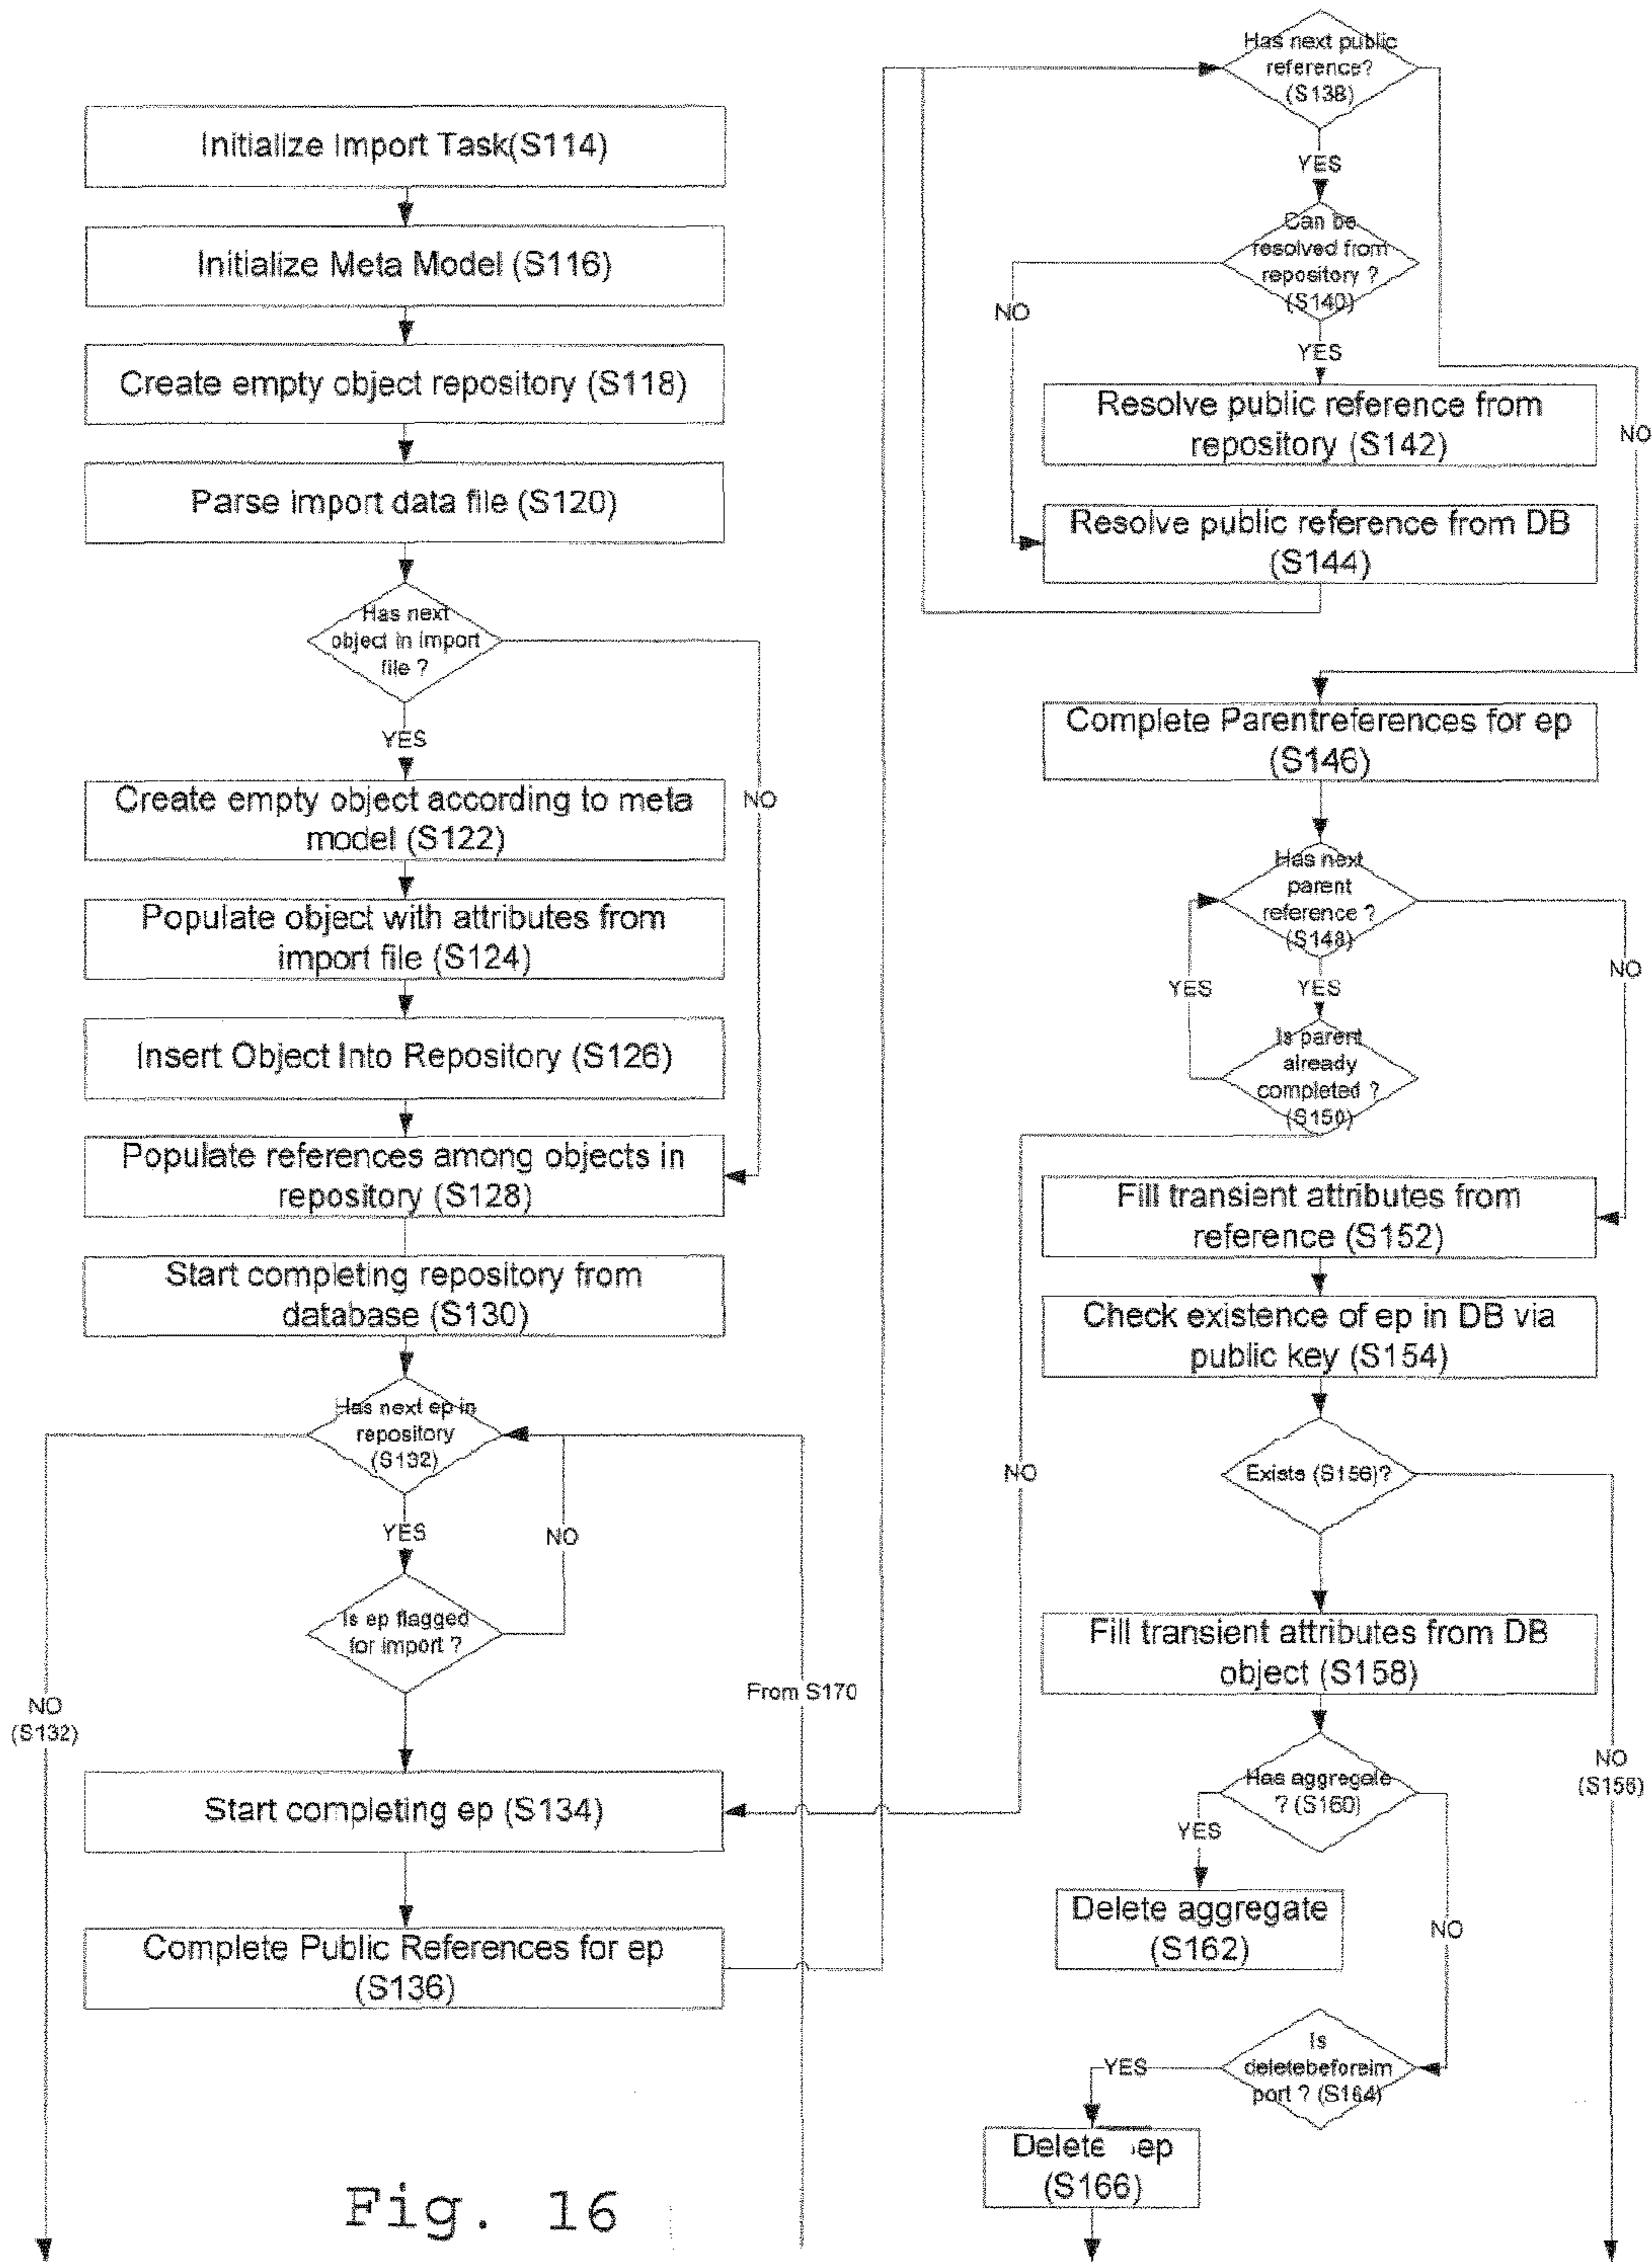 Initialize Import Task(S114)
Initialize Meta Model (S116)
Create empty object repository (S118)
Parse import data file (S120)
Has next
object in import
file ?
YES
NO
Create empty object according to meta
model (S122)
Populate object with attributes from
import file (S124)
Insert Object Into Repository (S126)
Populate references among objects in
repository (S128)
Start completing repository from
database (S130)
Has next ep in
repository
(S132)
YES
NO
Is ep flagged
for import ?
NO
(S132)
From S170
Start completing ep (S134)
Complete Public References for ep
(S136)
Has next public
reference?
(S138)
YES
Can be
resolved from
repository ?
(S140)
NO
YES
Resolve public reference from
repository (S142)
NO
Resolve public reference from DB
(S144)
Complete Parentreferences for ep
(S146)
Has next
parent
reference ?
(S148)
NO
YES
YES
Is parent
already
completed ?
(S150)
Fill transient attributes from
reference (S152)
Check existence of ep in DB via
public key (S154)
NO
Exists (S156)?
Fill transient attributes from DB
object (S158)
NO
(S156)
Has aggregate
? (S160)
YES
Delete aggregate
(S162)
NO
Is
deletebeforeim
port ? (S164)
YES
Delete ep
(S166)
Fig. 16